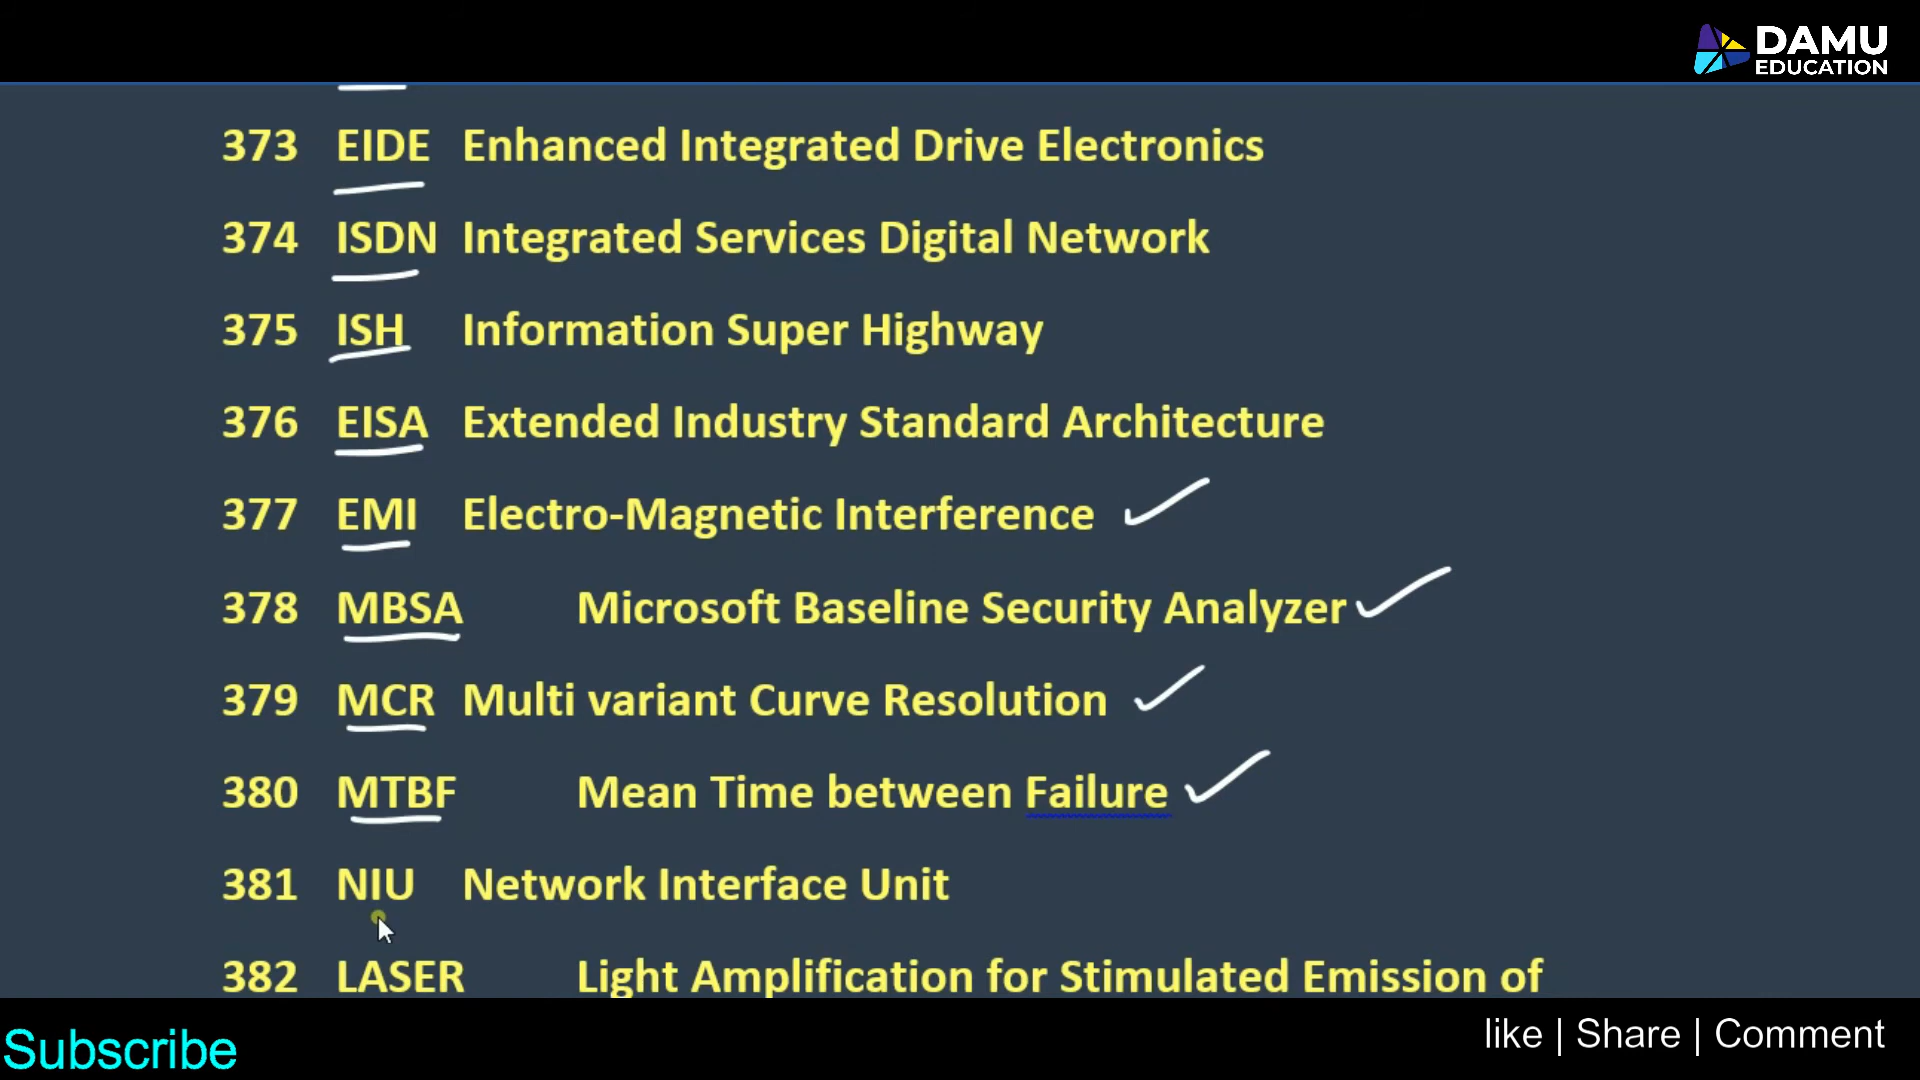 DAMU
EDUCATION
373 EIDE Enhanced Integrated Drive Electronics
374 ISDN Integrated Services Digital Network
375 ISH Information Super Highway
376 EISA Extended Industry Standard Architecture
377 EMI Electro-Magnetic Interference
378 MBSA Microsoft Baseline Security Analyzer
379 MCR Multi variant Curve Resolution
380 MTBF Mean Time between Failure
381 NIU Network Interface Unit
382 LASER Light Amplification for Stimulated Emission of
Subscribe
like | Share | Comment